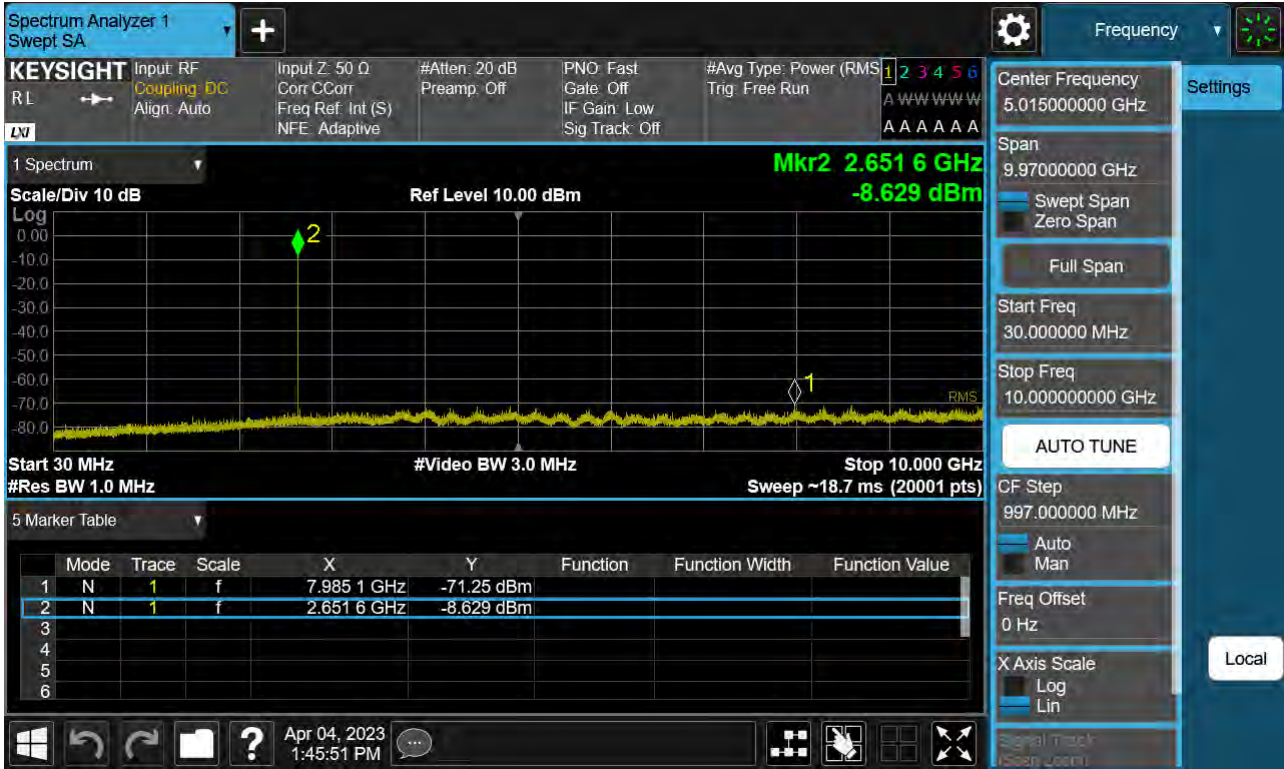 Spectrum Analyzer 1
Swept SA
Frequency
KEYSIGHT
R L
LXI
Input: RF
Coupling: DC
Align: Auto
Input Z: 50 Ω
Corr CCorr
Freq Ref: Int (S)
NFE: Adaptive
#Atten: 20 dB
Preamp: Off
PNO: Fast
Gate: Off
IF Gain: Low
Sig Track: Off
#Avg Type: Power (RMS
Trig: Free Run
1 2 3 4 5 6
A W W W W W
A A A A A A
1 Spectrum
Scale/Div 10 dB
Ref Level 10.00 dBm
Mkr2 2.651 6 GHz
-8.629 dBm
Log
0.00
-10.0
-20.0
-30.0
-40.0
-50.0
-60.0
-70.0
-80.0
2
1
RMS
Start 30 MHz
#Video BW 3.0 MHz
Stop 10.000 GHz
#Res BW 1.0 MHz
Sweep ~18.7 ms (20001 pts)
5 Marker Table
Mode Trace Scale X Y Function Function Width Function Value
1 N 1 f 7.985 1 GHz -71.25 dBm
2 N 1 f 2.651 6 GHz -8.629 dBm
3
4
5
6
Apr 04, 2023
1:45:51 PM
Center Frequency
5.015000000 GHz
Settings
Span
9.97000000 GHz
Swept Span
Zero Span
Full Span
Start Freq
30.000000 MHz
Stop Freq
10.000000000 GHz
AUTO TUNE
CF Step
997.000000 MHz
Auto
Man
Freq Offset
0 Hz
X Axis Scale
Log
Lin
Local
Signal Track
(Span Zoom)